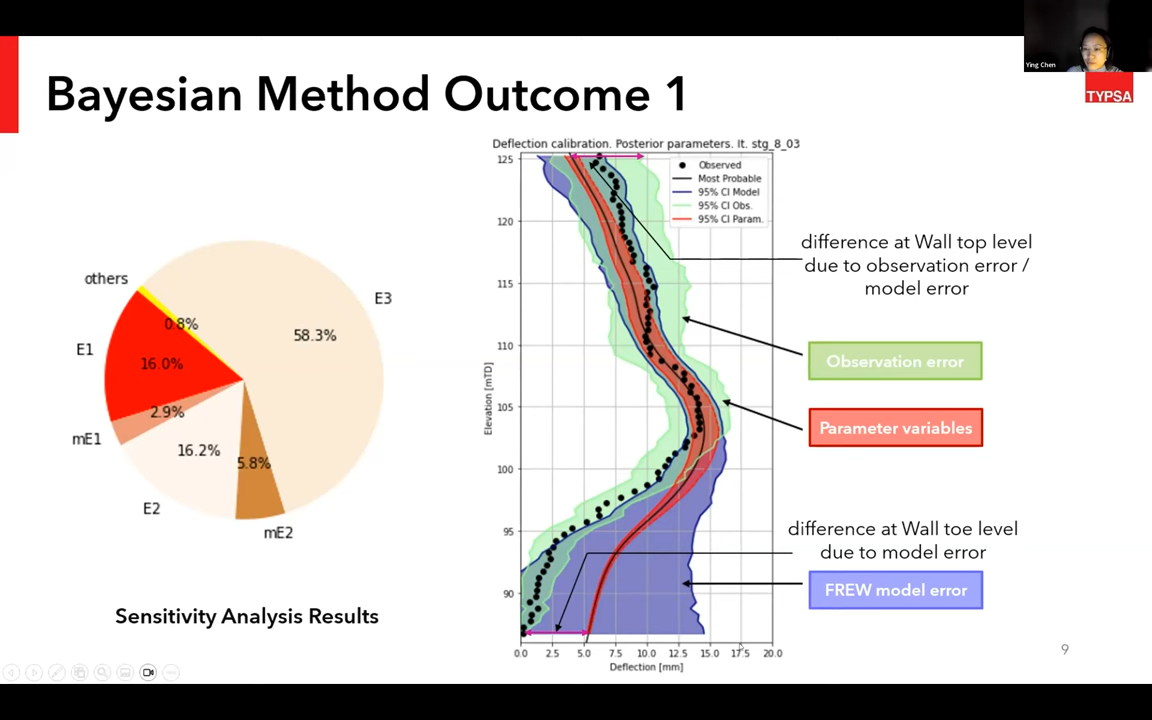 Ying Chen
TYPSA
Bayesian Method Outcome 1
others
0.8%
E3
58.3%
E1
16.0%
2.9%
mE1
16.2%
5.8%
E2
mE2
Sensitivity Analysis Results
Deflection calibration. Posterior parameters. It. stg_8_03
Observed
Most Probable
95% CI Model
95% CI Obs.
95% CI Param.
125
120
115
110
105
100
95
90
Elevation [mTD]
0.0 2.5 5.0 7.5 10.0 12.5 15.0 17.5 20.0
Deflection [mm]
difference at Wall top level
due to observation error /
model error
Observation error
Parameter variables
difference at Wall toe level
due to model error
FREW model error
9